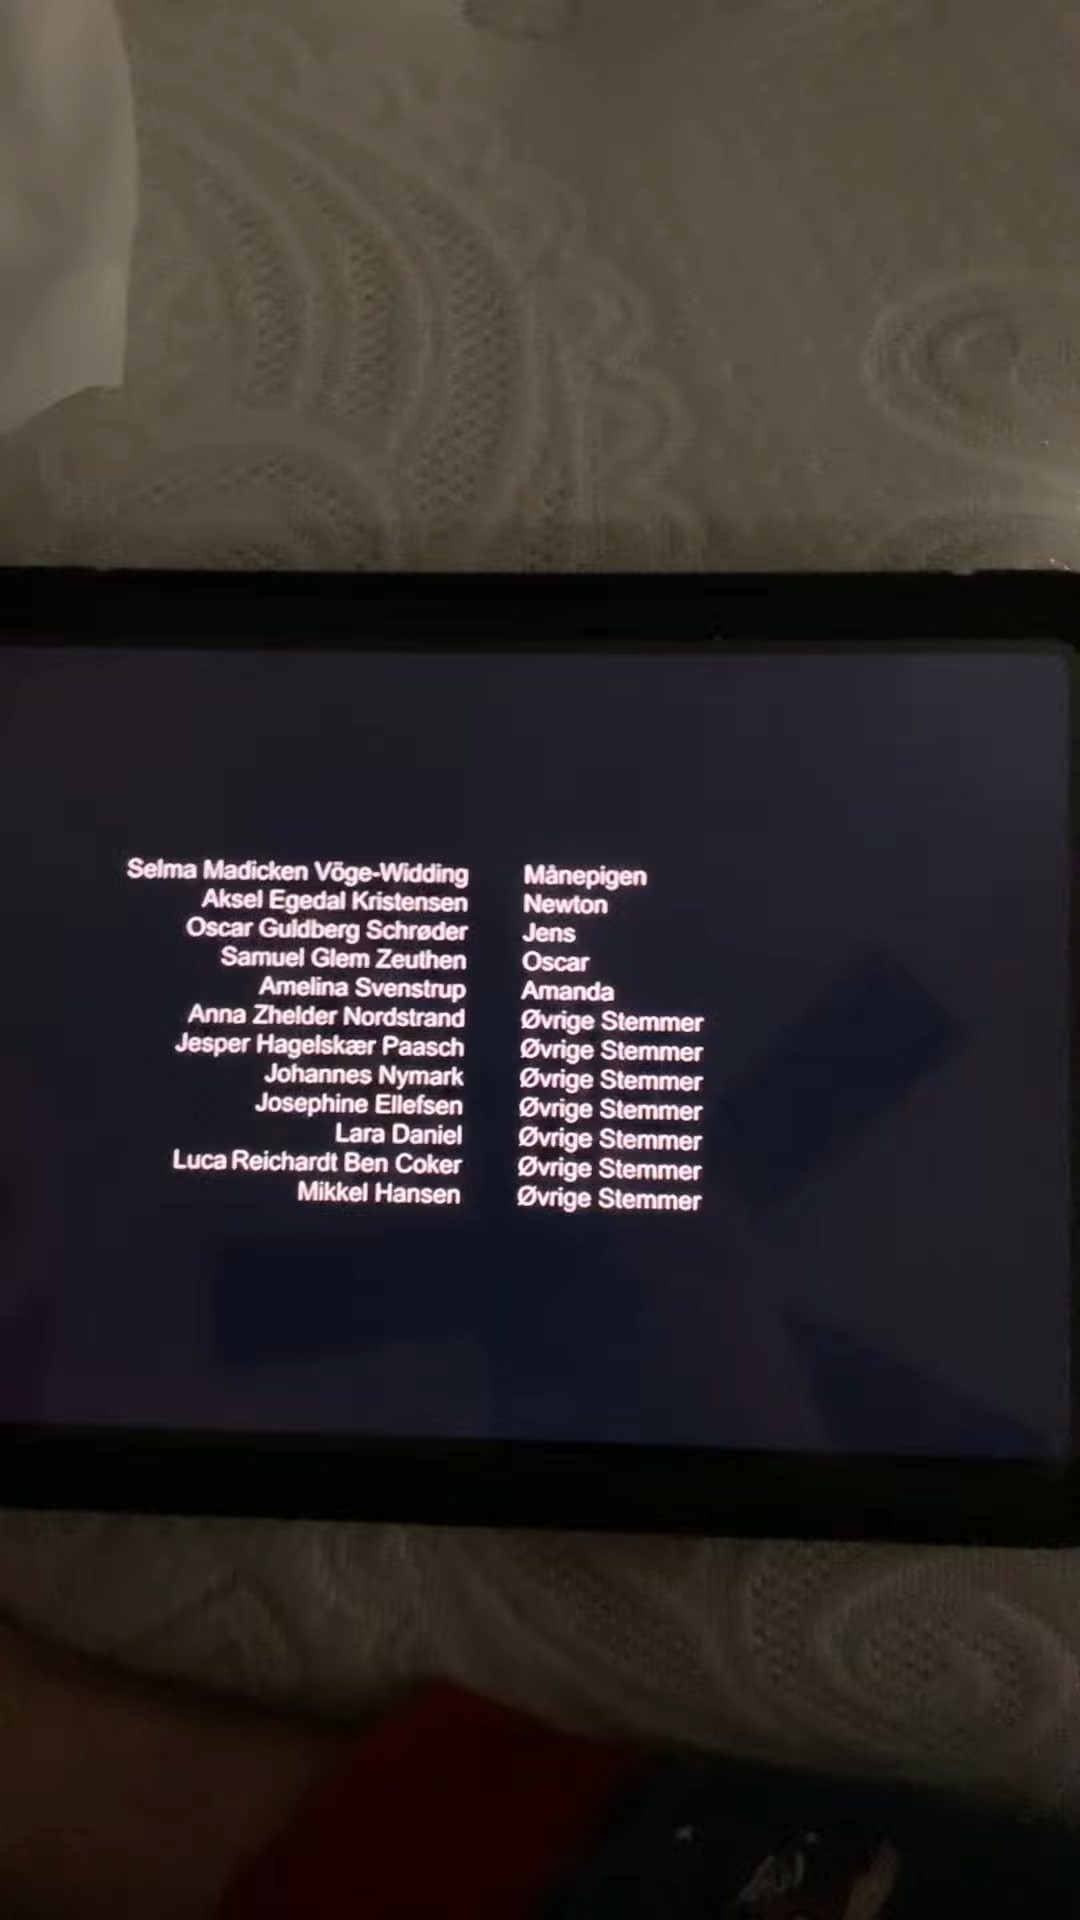 Selma Madicken Vöge-Widding Månepigen
Aksel Egedal Kristensen Newton
Oscar Guldberg Schrøder Jens
Samuel Glem Zeuthen Oscar
Amelina Svenstrup Amanda
Anna Zhelder Nordstrand Øvrige Stemmer
Jesper Hagelskær Paasch Øvrige Stemmer
Johannes Nymark Øvrige Stemmer
Josephine Ellefsen Øvrige Stemmer
Lara Daniel Øvrige Stemmer
Luca Reichardt Ben Coker Øvrige Stemmer
Mikkel Hansen Øvrige Stemmer